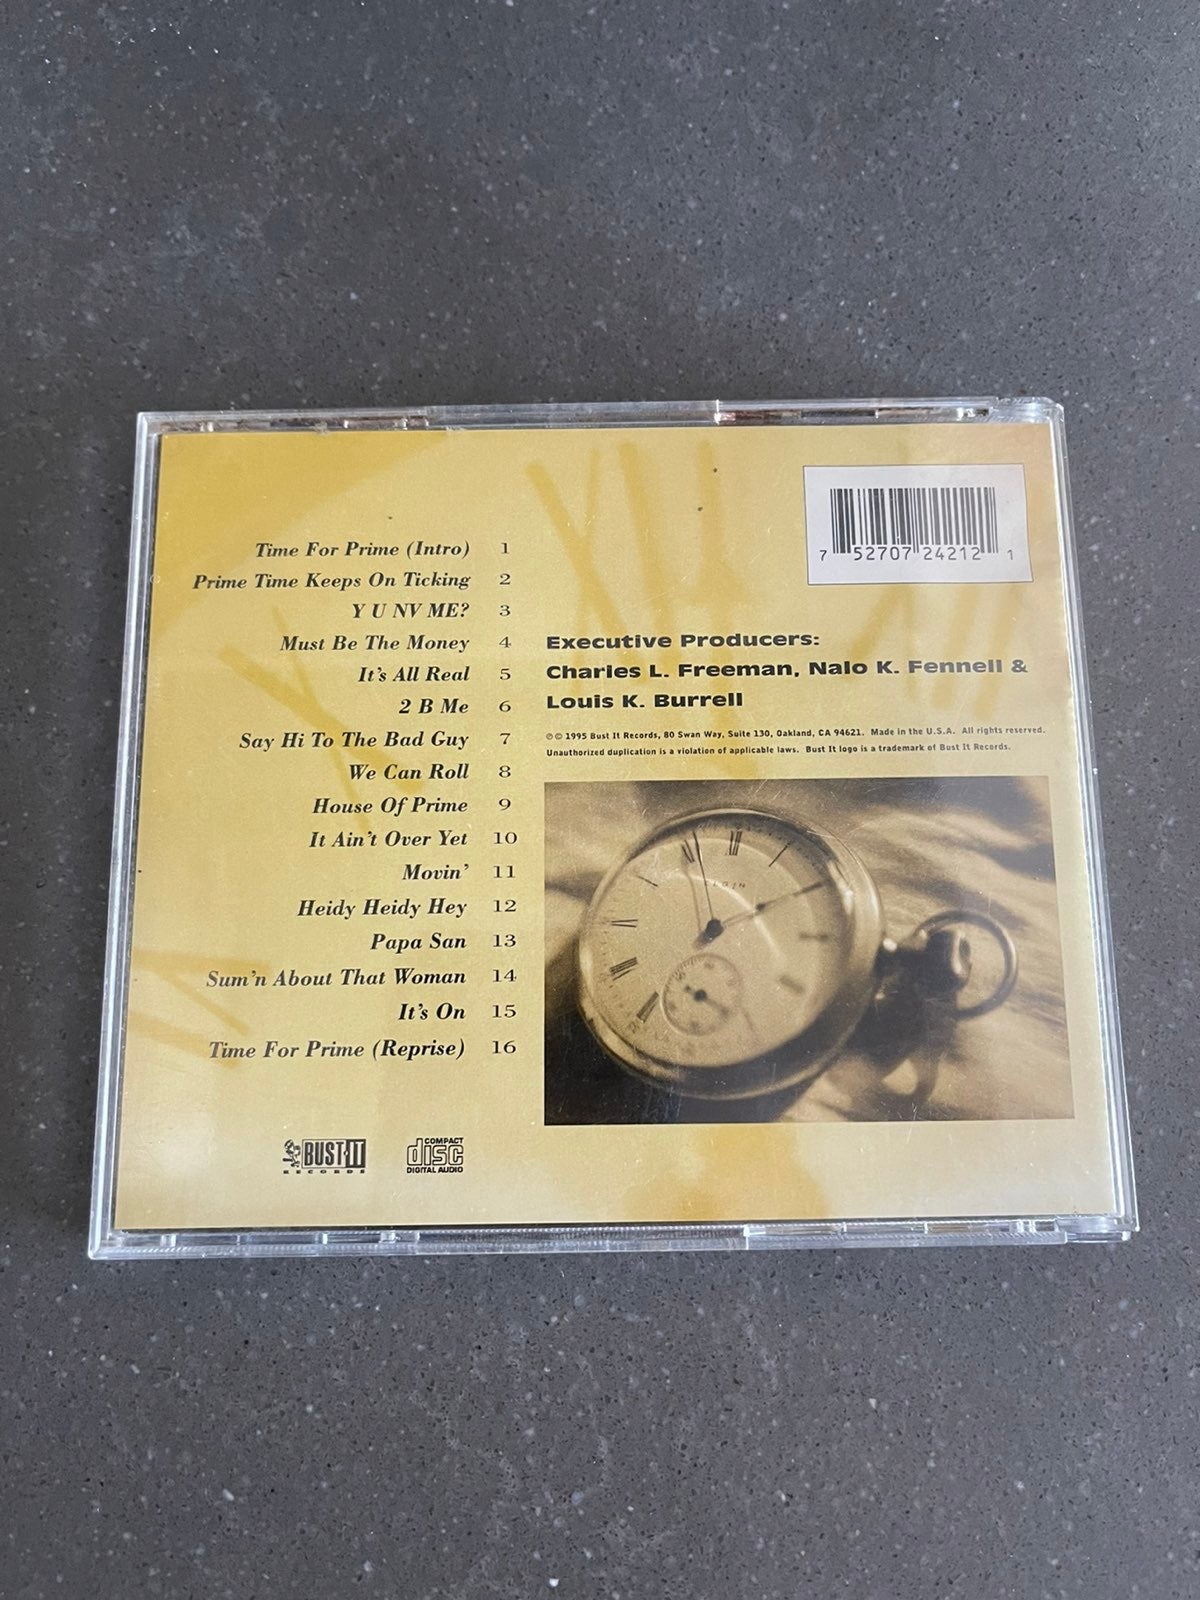 Time For Prime (Intro) 1
Prime Time Keeps On Ticking 2
Y U NV ME? 3
Must Be The Money 4
It's All Real 5
2 B Me 6
Say Hi To The Bad Guy 7
We Can Roll 8
House Of Prime 9
It Ain't Over Yet 10
Movin' 11
Heidy Heidy Hey 12
Papa San 13
Sum'n About That Woman 14
It's On 15
Time For Prime (Reprise) 16
BUST IT
RECORDS
COMPACT
disc
DIGITAL AUDIO
7 52707 24212 1
Executive Producers:
Charles L. Freeman, Nalo K. Fennell &
Louis K. Burrell
℗© 1995 Bust It Records, 80 Swan Way, Suite 130, Oakland, CA 94621. Made in the U.S.A. All rights reserved.
Unauthorized duplication is a violation of applicable laws. Bust It logo is a trademark of Bust It Records.
ELGIN